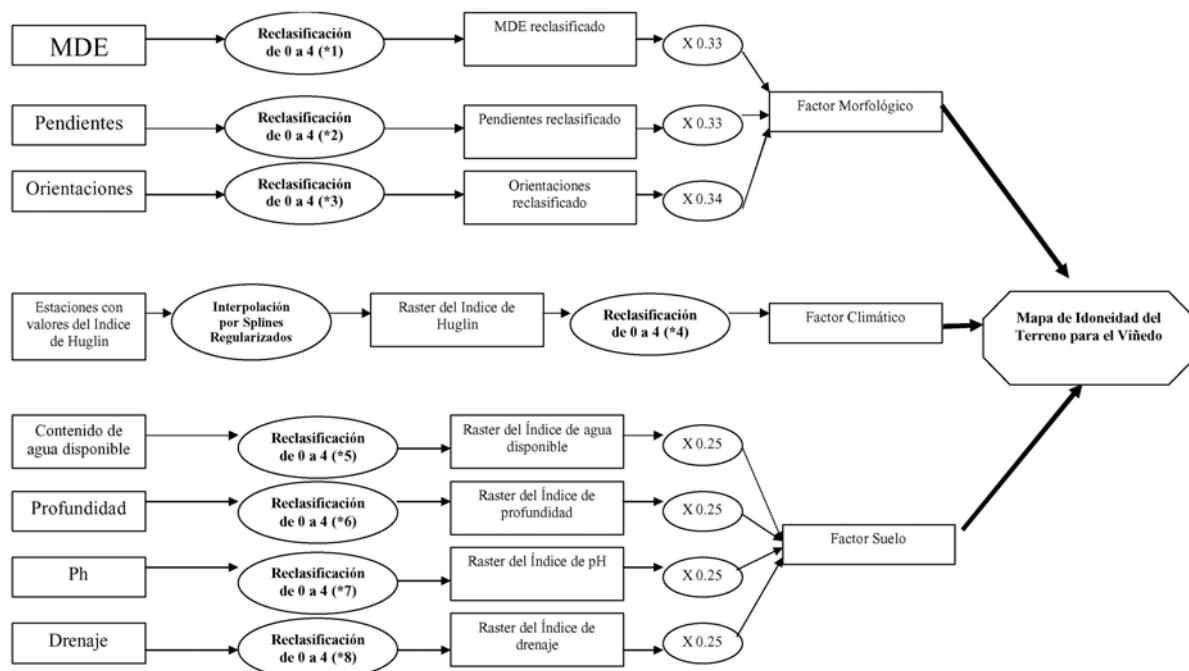 MDE
Reclasificación
de 0 a 4 (*1)
MDE reclasificado
X 0.33
Pendientes
Reclasificación
de 0 a 4 (*2)
Pendientes reclasificado
X 0.33
Factor Morfológico
Orientaciones
Reclasificación
de 0 a 4 (*3)
Orientaciones
reclasificado
X 0.34
Estaciones con
valores del Indice
de Huglin
Interpolación
por Splines
Regularizados
Raster del Indice de
Huglin
Reclasificación
de 0 a 4 (*4)
Factor Climático
Mapa de Idoneidad del
Terreno para el Viñedo
Contenido de
agua disponible
Reclasificación
de 0 a 4 (*5)
Raster del Índice de agua
disponible
X 0.25
Profundidad
Reclasificación
de 0 a 4 (*6)
Raster del Índice de
profundidad
X 0.25
Factor Suelo
Ph
Reclasificación
de 0 a 4 (*7)
Raster del Índice de pH
X 0.25
Drenaje
Reclasificación
de 0 a 4 (*8)
Raster del Índice de
drenaje
X 0.25